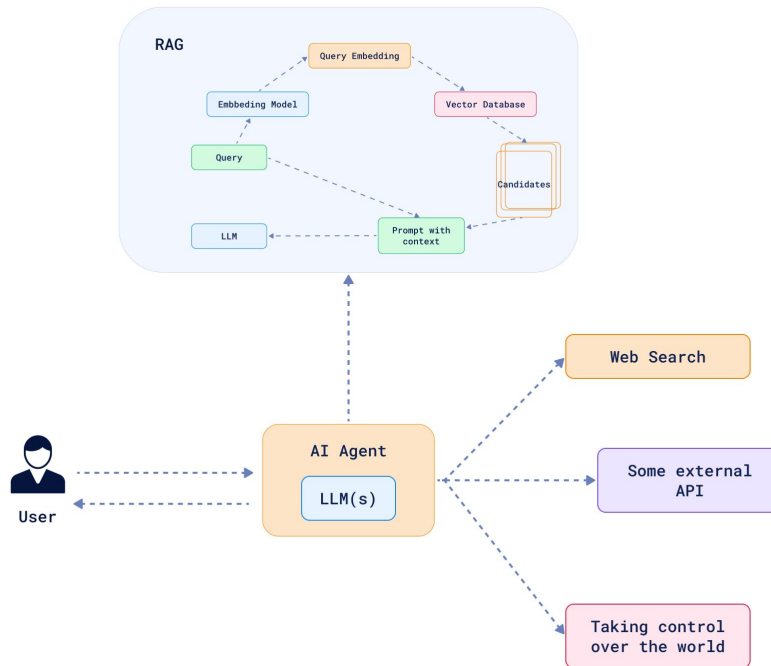 RAG
Query Embedding
Embbeding Model
Vector Database
Query
Candidates
LLM
Prompt with
context
Web Search
AI Agent
LLM(s)
Some external
API
User
Taking control
over the world